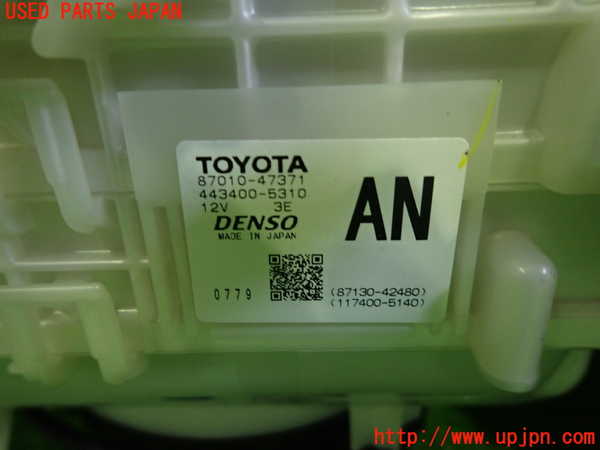 USED PARTS JAPAN
TOYOTA
87010-47371
443400-5310
12V 3E
DENSO
MADE IN JAPAN
AN
0779
(87130-42480)
(117400-5140)
http://www.upjpn.com/